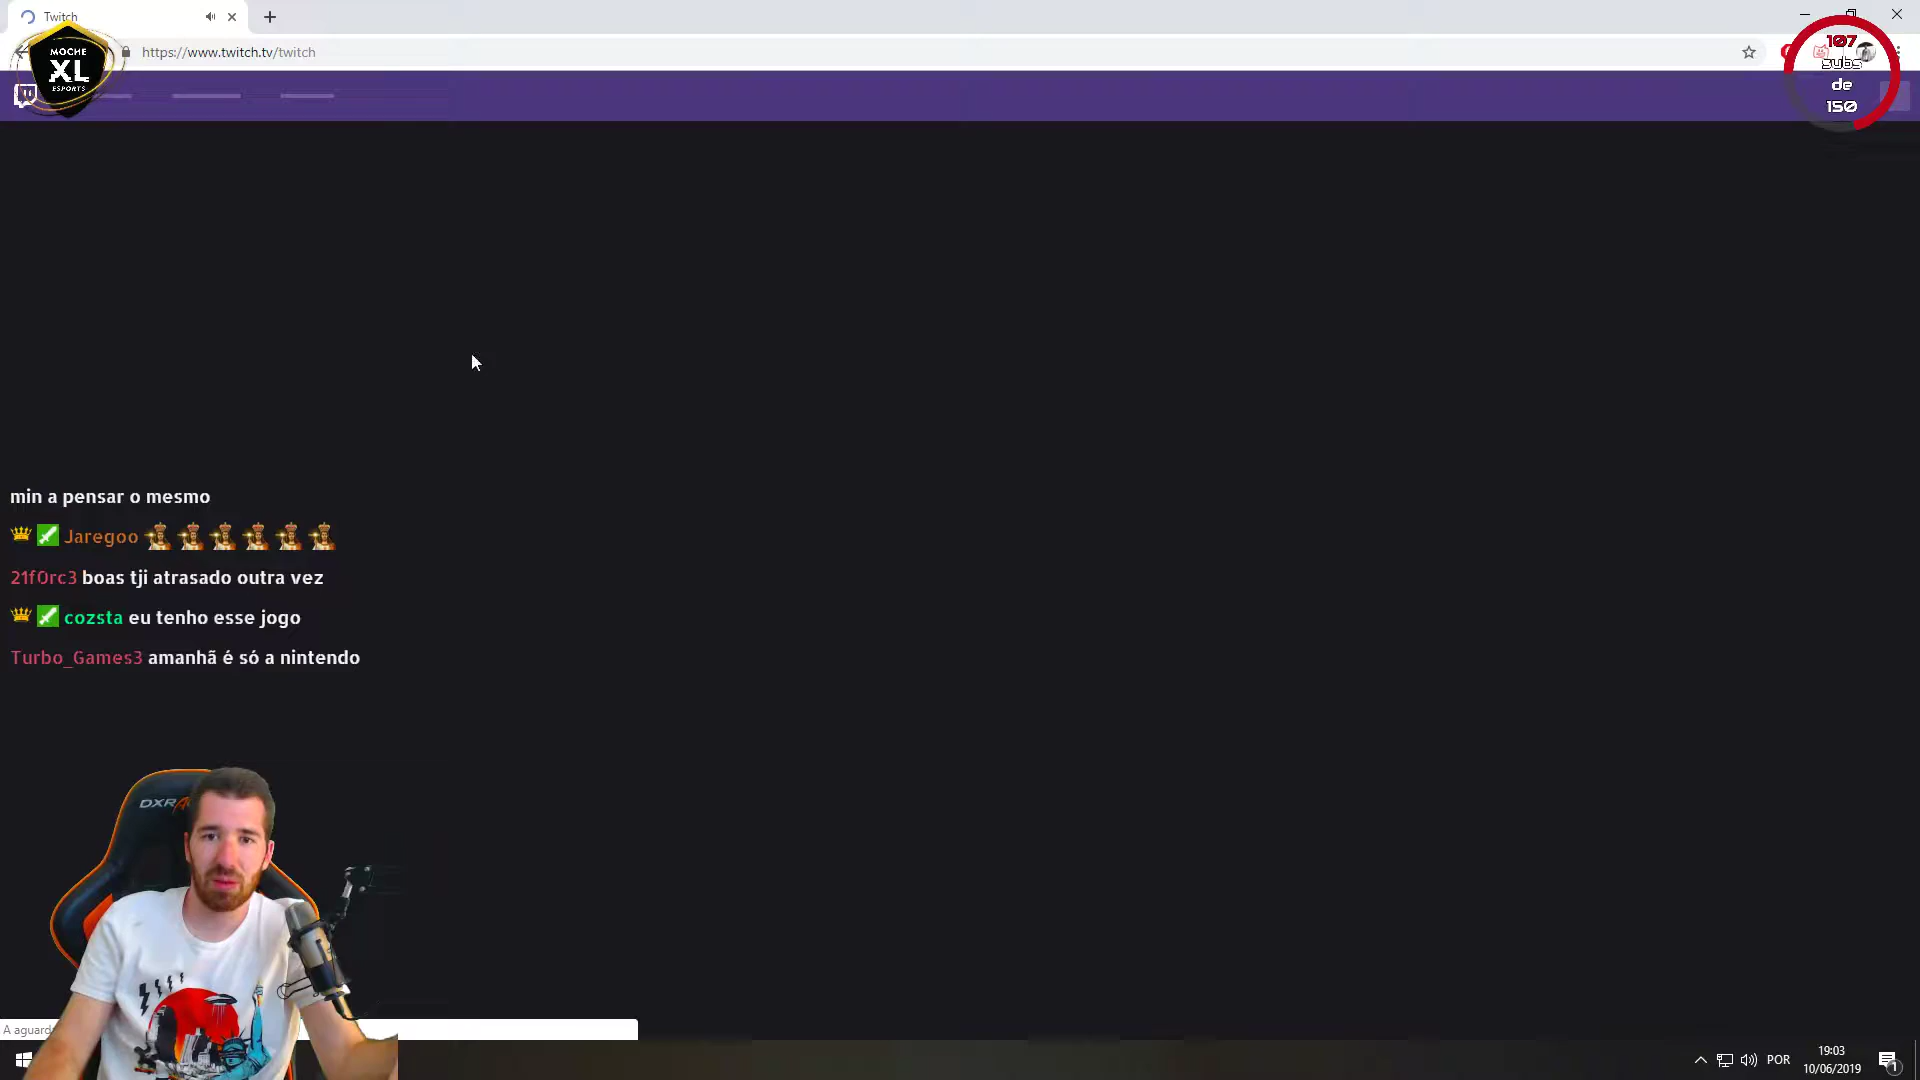 Twitch
https://www.twitch.tv/twitch
MOCHE
XL
ESPORTS
107
subs
de
150
min a pensar o mesmo
Jaregoo
21f0rc3 boas tji atrasado outra vez
cozsta eu tenho esse jogo
Turbo_Games3 amanhã é só a nintendo
A aguard
POR
19:03
10/06/2019
1